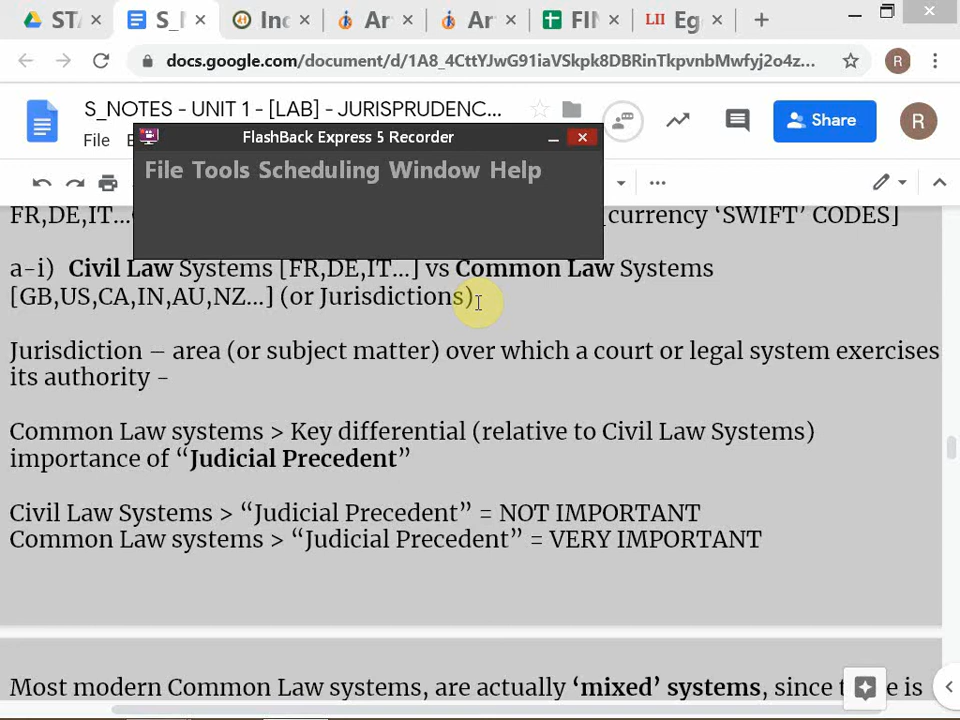 STA
S_N
Ind
Ar
Ar
FIN
LII Eg
docs.google.com/document/d/1A8_4CttYJwG91iaVSkpk8DBRinTkpvnbMwfyj2o4z...
R
S_NOTES - UNIT 1 - [LAB] - JURISPRUDENC...
Share
R
File
FlashBack Express 5 Recorder
File Tools Scheduling Window Help
FR,DE,IT... [currency ‘SWIFT’ CODES]
a-i) Civil Law Systems [FR,DE,IT...] vs Common Law Systems
[GB,US,CA,IN,AU,NZ...] (or Jurisdictions)
Jurisdiction – area (or subject matter) over which a court or legal system exercises
its authority -
Common Law systems > Key differential (relative to Civil Law Systems)
importance of “Judicial Precedent”
Civil Law Systems > “Judicial Precedent” = NOT IMPORTANT
Common Law systems > “Judicial Precedent” = VERY IMPORTANT
Most modern Common Law systems, are actually ‘mixed’ systems, since is